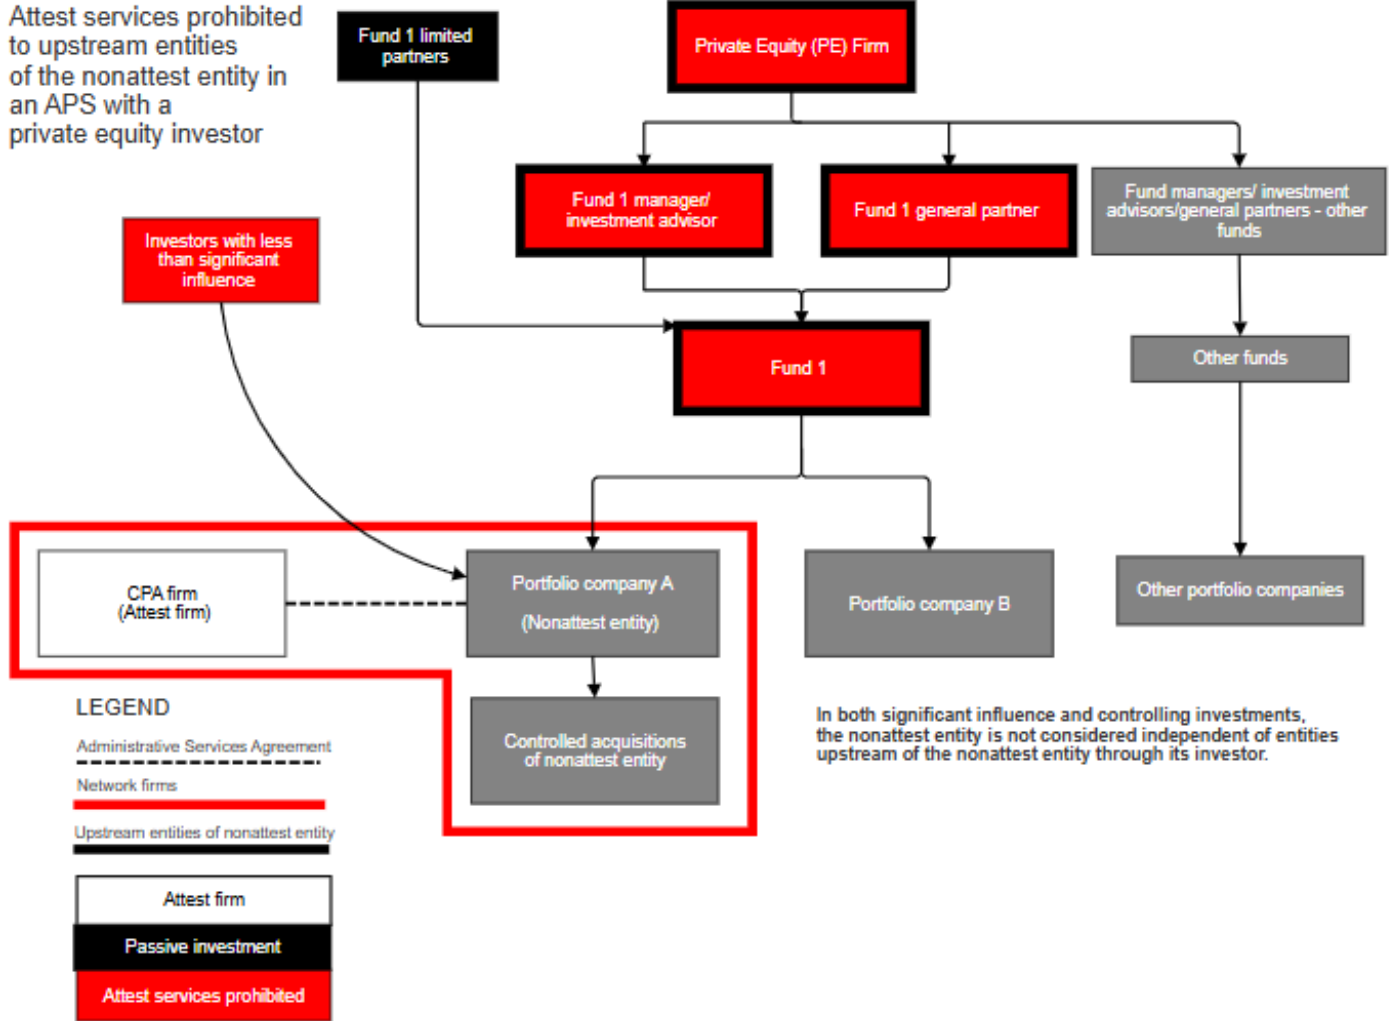 Attest services prohibited
to upstream entities
of the nonattest entity in
an APS with a
private equity investor
Fund 1 limited
partners
Private Equity (PE) Firm
Fund 1 manager/
investment advisor
Fund 1 general partner
Fund managers/ investment
advisors/general partners - other
funds
Investors with less
than significant
influence
Fund 1
Other funds
CPA firm
(Attest firm)
Portfolio company A
(Nonattest entity)
Portfolio company B
Other portfolio companies
Controlled acquisitions
of nonattest entity
In both significant influence and controlling investments,
the nonattest entity is not considered independent of entities
upstream of the nonattest entity through its investor.
LEGEND
Administrative Services Agreement
Network firms
Upstream entities of nonattest entity
Attest firm
Passive investment
Attest services prohibited